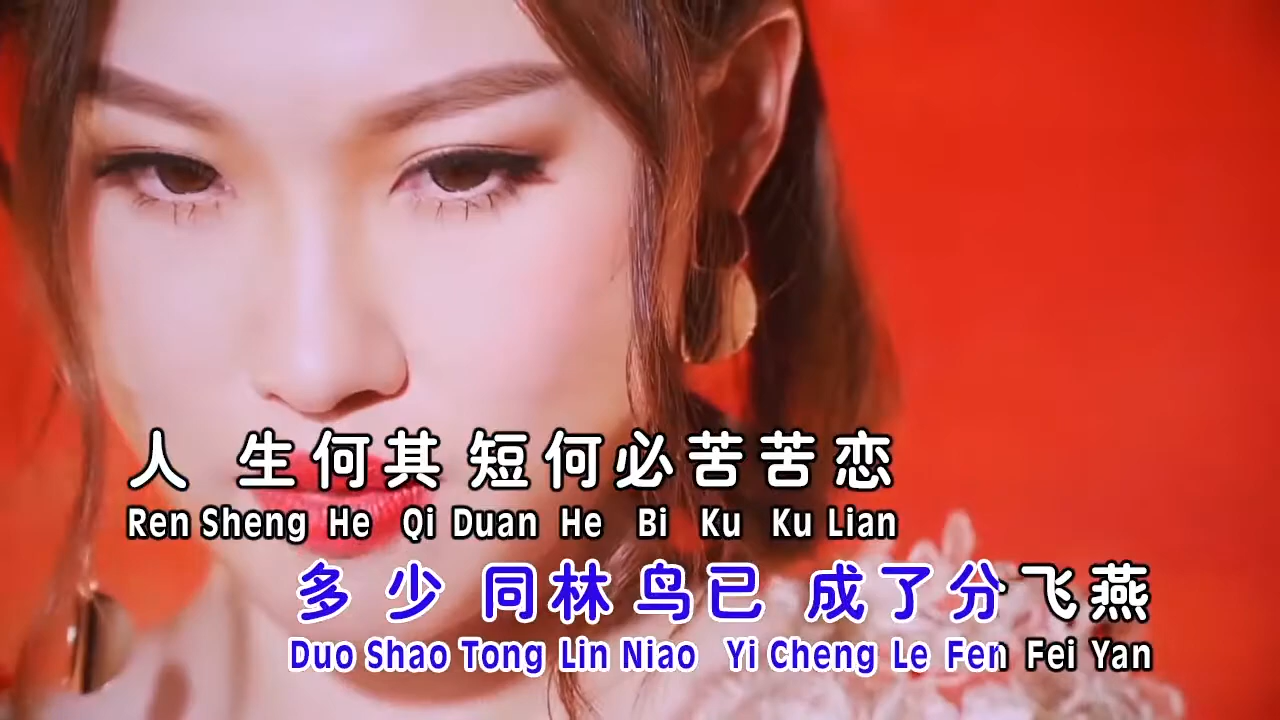 人 生何其 短何必苦苦恋
Ren Sheng He Qi Duan He Bi Ku Ku Lian
多 少 同林 鸟已 成了分飞燕
Duo Shao Tong Lin Niao Yi Cheng Le Fen Fei Yan